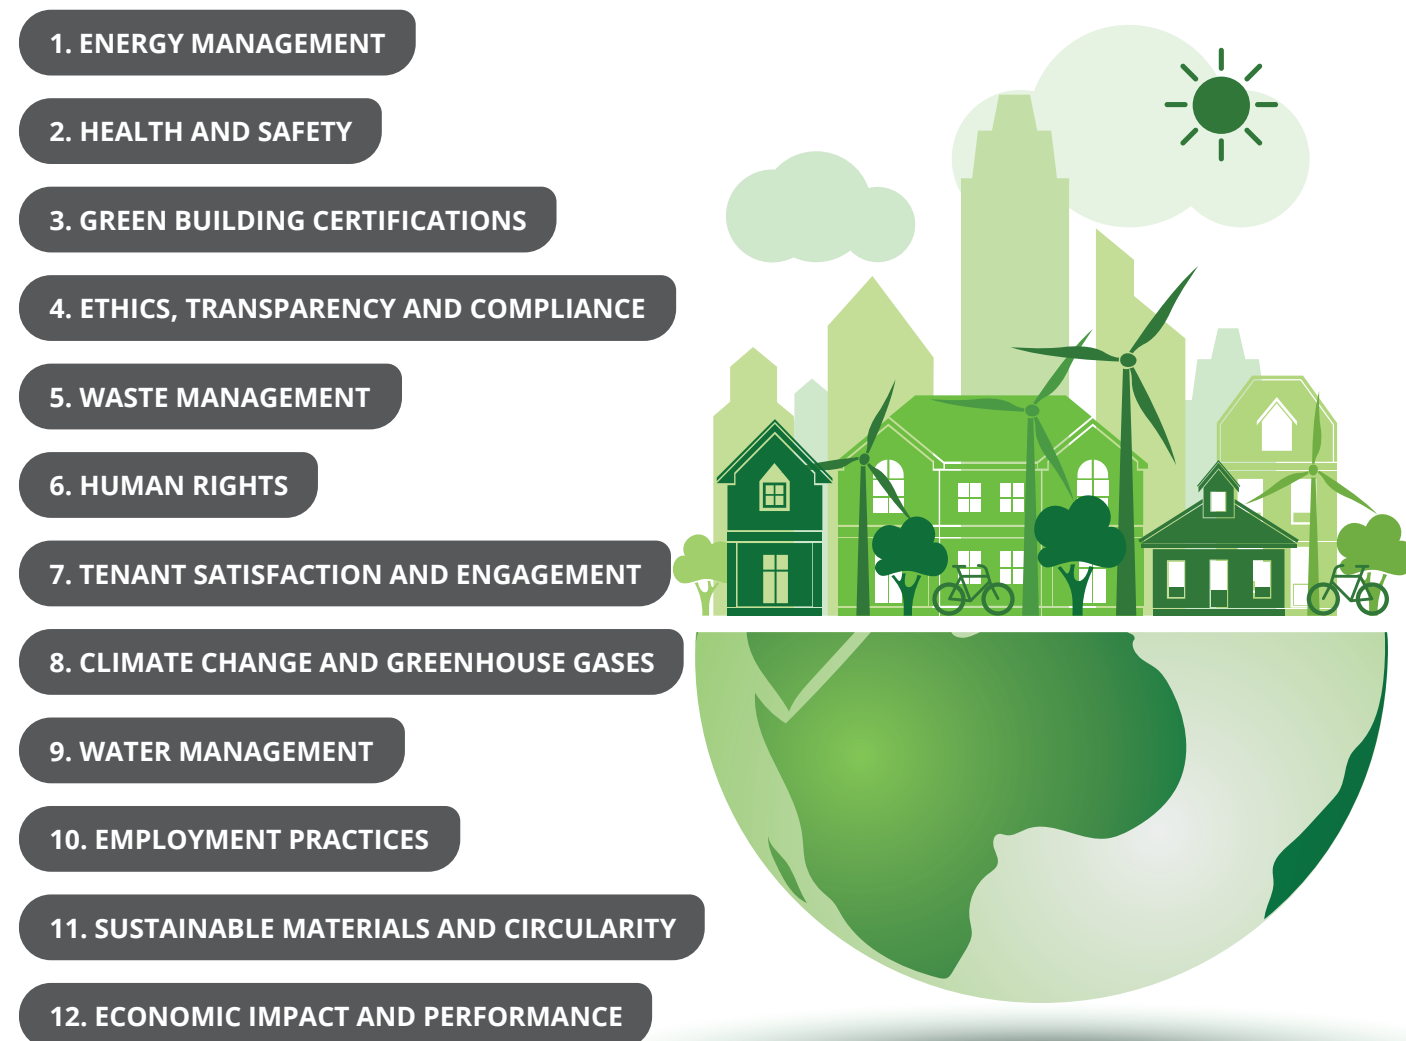 1. ENERGY MANAGEMENT
2. HEALTH AND SAFETY
3. GREEN BUILDING CERTIFICATIONS
4. ETHICS, TRANSPARENCY AND COMPLIANCE
5. WASTE MANAGEMENT
6. HUMAN RIGHTS
7. TENANT SATISFACTION AND ENGAGEMENT
8. CLIMATE CHANGE AND GREENHOUSE GASES
9. WATER MANAGEMENT
10. EMPLOYMENT PRACTICES
11. SUSTAINABLE MATERIALS AND CIRCULARITY
12. ECONOMIC IMPACT AND PERFORMANCE